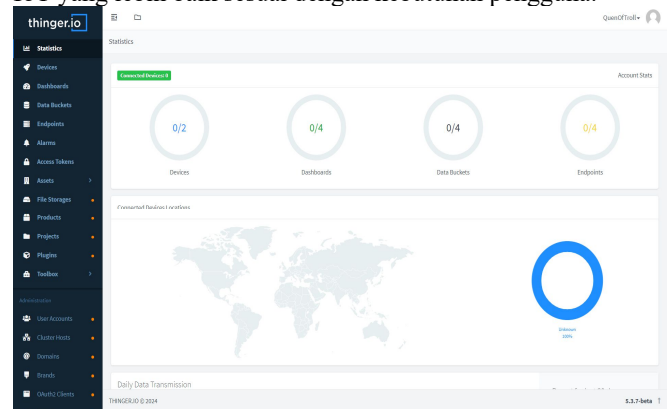 thinger.io
QuenOfTroll
Statistics
Statistics
Devices
Dashboards
Data Buckets
Endpoints
Alarms
Access Tokens
Assets
File Storages
Products
Projects
Plugins
Toolbox
Administration
User Accounts
Cluster Hosts
Domains
Brands
OAuth2 Clients
Connected Devices: 0
Account Stats
0/2
0/4
0/4
0/4
Devices
Dashboards
Data Buckets
Endpoints
Connected Devices Locations
Unknown
100%
Daily Data Transmission
THINGER.IO © 2024
5.3.7-beta